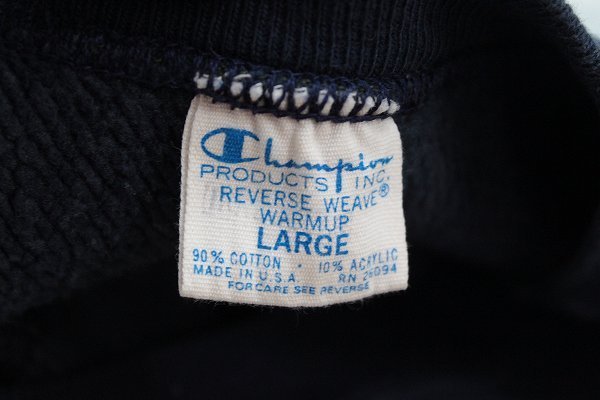 Champion
PRODUCTS INC.
REVERSE WEAVE®
WARMUP
LARGE
90% COTTON · 10% ACRYLIC
MADE IN U.S.A. RN 26094
FOR CARE SEE REVERSE